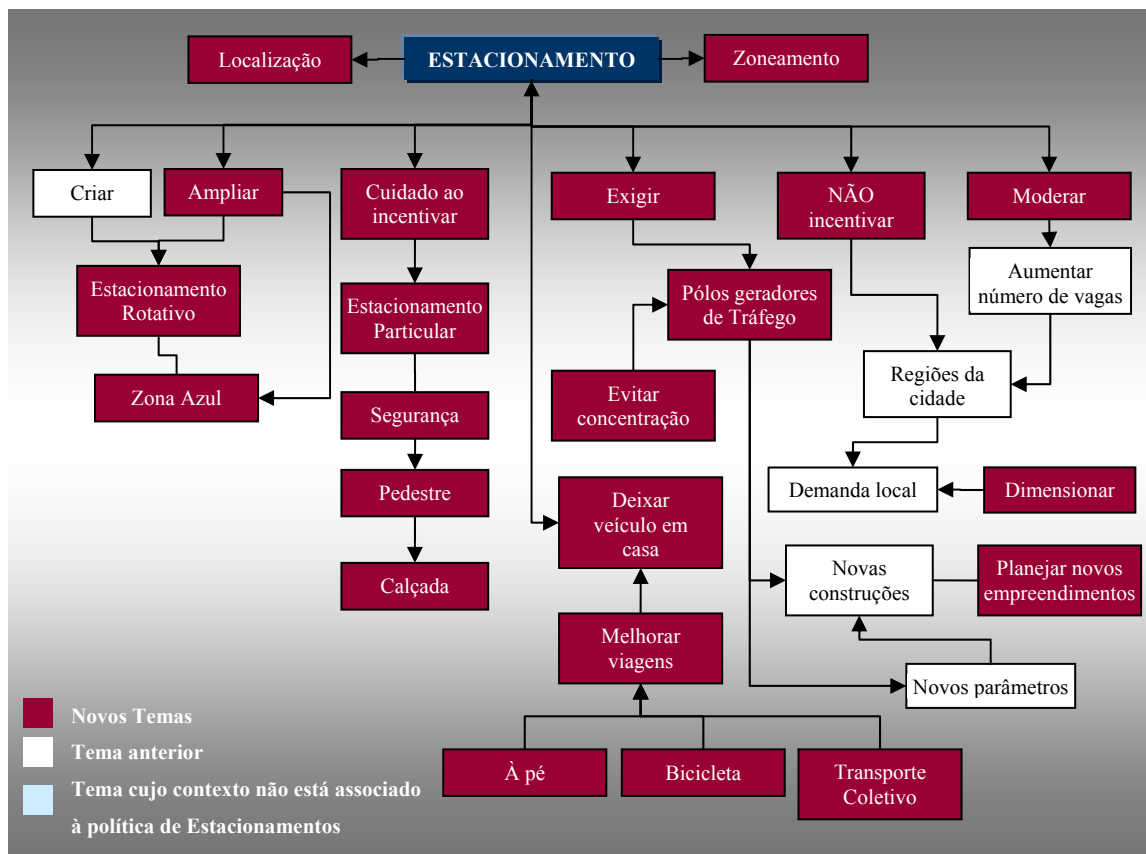 Localização
ESTACIONAMENTO
Zoneamento
Criar
Ampliar
Cuidado ao
incentivar
Exigir
NÃO
incentivar
Moderar
Estacionamento
Rotativo
Estacionamento
Particular
Pólos geradores
de Tráfego
Aumentar
número de vagas
Zona Azul
Segurança
Evitar
concentração
Regiões da
cidade
Pedestre
Deixar
veículo em
casa
Demanda local
Dimensionar
Calçada
Novas
construções
Planejar novos
empreendimentos
Melhorar
viagens
Novos parâmetros
À pé
Bicicleta
Transporte
Coletivo
Novos Temas
Tema anterior
Tema cujo contexto não está associado
à política de Estacionamentos